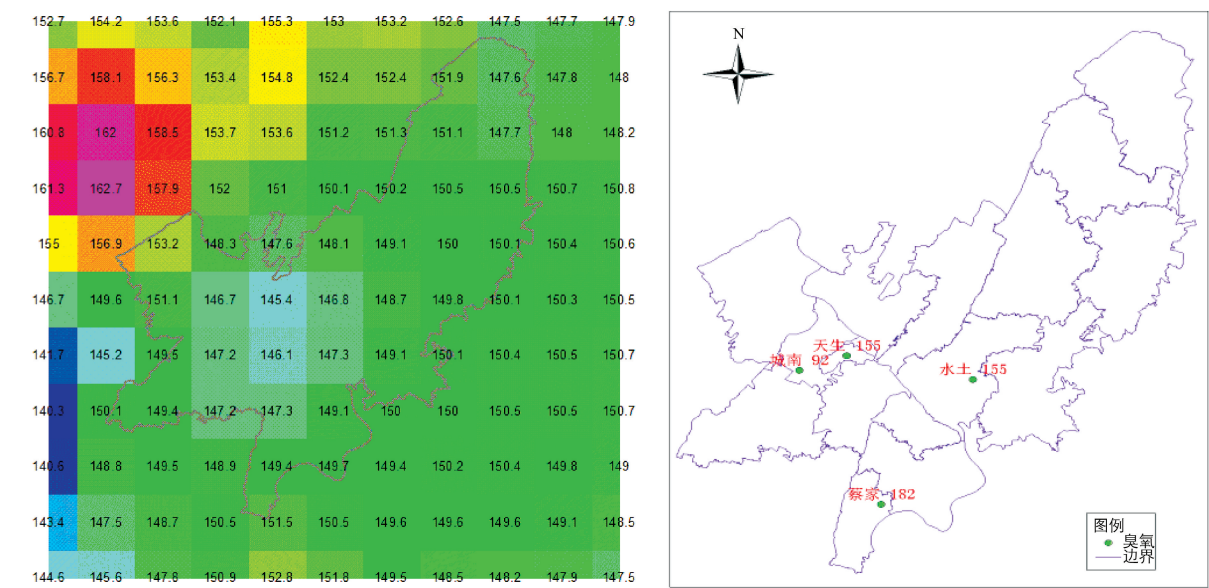 152.7 154.2 153.6 152.1 155.3 153 153.2 152.6 147.5 147.7 147.9
156.7 158.1 156.3 153.4 154.8 152.4 152.4 151.9 147.6 147.8 148
160.8 162 158.5 153.7 153.6 151.2 151.3 151.1 147.7 148 148.2
161.3 162.7 157.9 152 151 150.1 150.2 150.5 150.5 150.7 150.8
155 156.9 153.2 148.3 147.6 148.1 149.1 150 150.1 150.4 150.6
146.7 149.6 151.1 146.7 145.4 146.8 148.7 149.8 150.1 150.3 150.5
141.7 145.2 149.5 147.2 146.1 147.3 149.1 150.1 150.4 150.5 150.7
140.3 150.1 149.4 147.2 147.3 149.1 150 150 150.5 150.5 150.7
140.6 148.8 149.5 148.9 149.4 149.7 149.4 150.2 150.4 149.8 149
143.4 147.5 148.7 150.5 151.5 150.5 149.6 149.6 149.6 149.1 148.5
144.6 145.6 147.8 150.9 152.8 151.8 149.5 148.5 148.2 147.9 147.5
N
天生 155
城南 92
水土 155
蔡家 182
图例
臭氧
边界